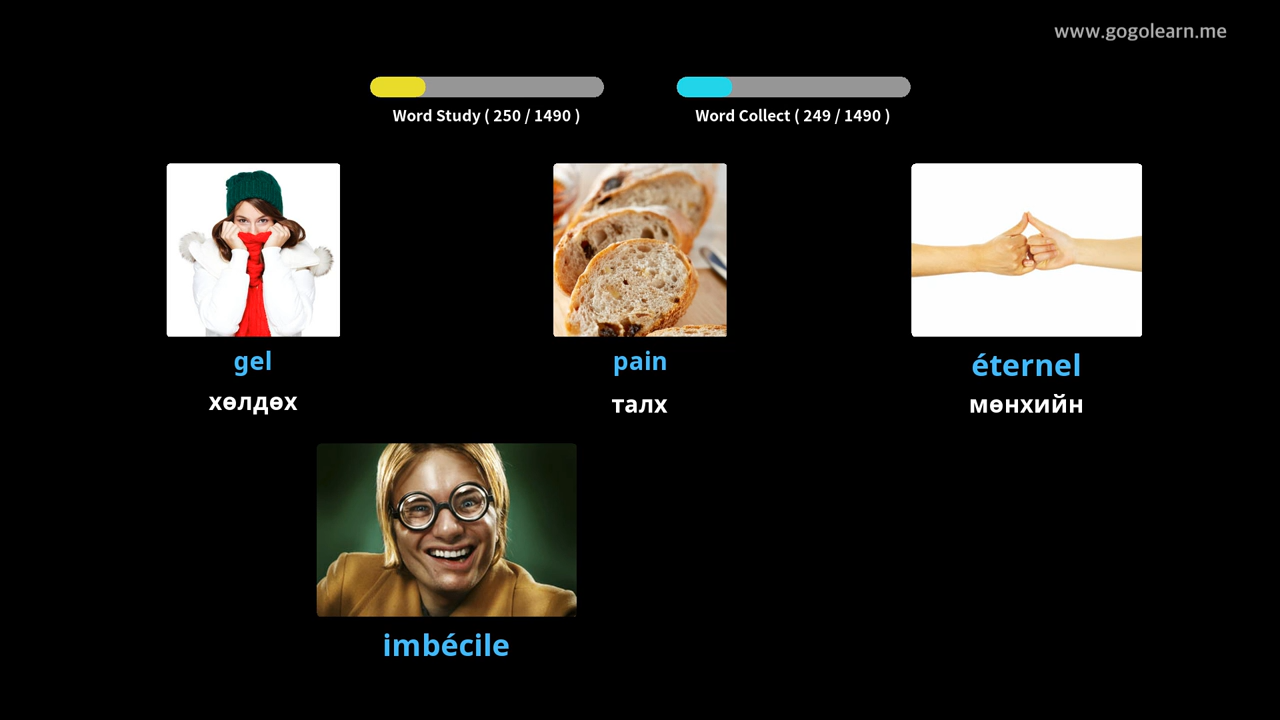 www.gogolearn.me
Word Study ( 250 / 1490 )
Word Collect ( 249 / 1490 )
gel
pain
éternel
хөлдөх
талх
мөнхийн
imbécile